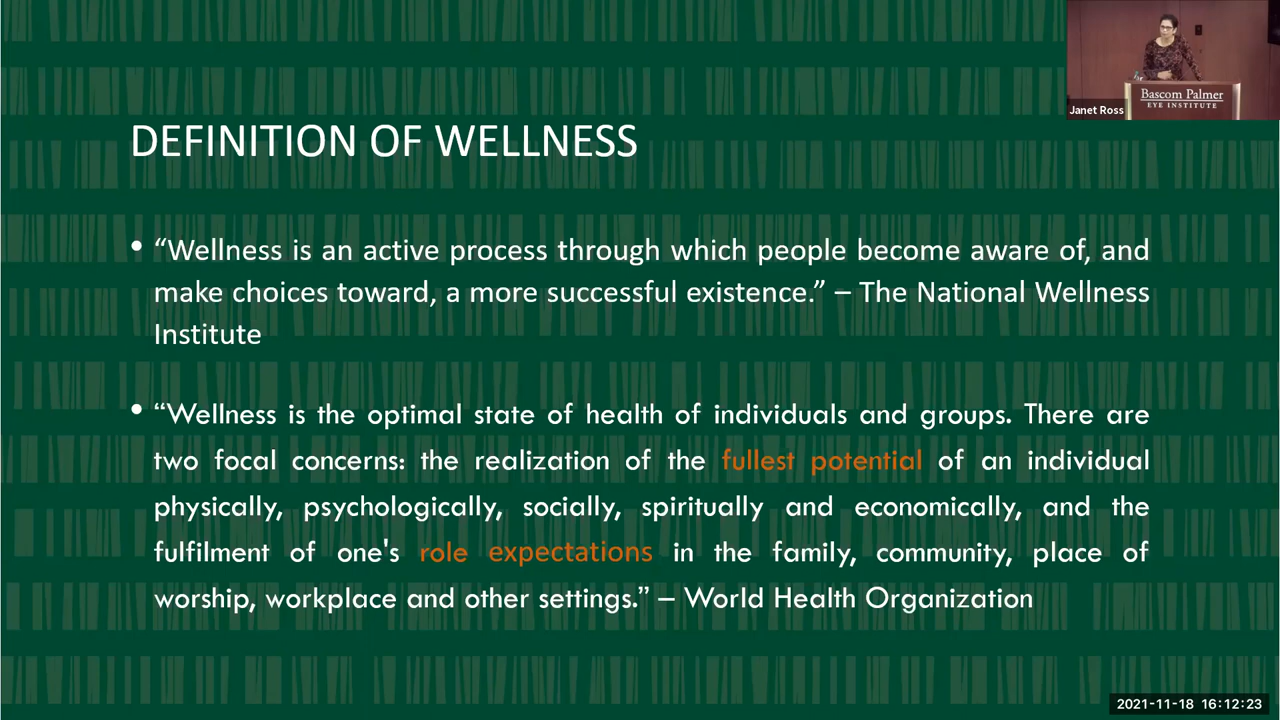 Bascom Palmer
EYE INSTITUTE
Janet Ross
DEFINITION OF WELLNESS
• “Wellness is an active process through which people become aware of, and
make choices toward, a more successful existence.” – The National Wellness
Institute
• “Wellness is the optimal state of health of individuals and groups. There are
two focal concerns: the realization of the fullest potential of an individual
physically, psychologically, socially, spiritually and economically, and the
fulfilment of one's role expectations in the family, community, place of
worship, workplace and other settings.” – World Health Organization
2021-11-18 16:12:23